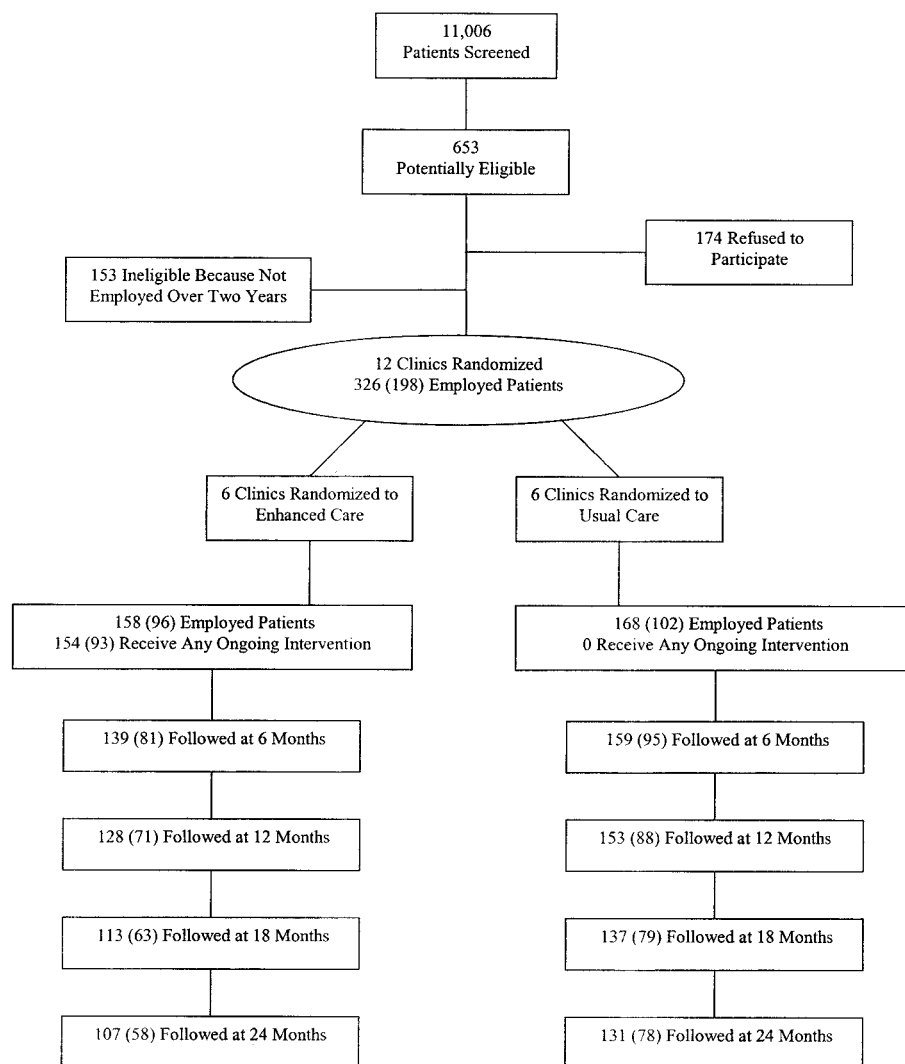 11,006
Patients Screened
653
Potentially Eligible
174 Refused to
Participate
153 Ineligible Because Not
Employed Over Two Years
12 Clinics Randomized
326 (198) Employed Patients
6 Clinics Randomized to
Enhanced Care
6 Clinics Randomized to
Usual Care
158 (96) Employed Patients
154 (93) Receive Any Ongoing Intervention
168 (102) Employed Patients
0 Receive Any Ongoing Intervention
139 (81) Followed at 6 Months
159 (95) Followed at 6 Months
128 (71) Followed at 12 Months
153 (88) Followed at 12 Months
113 (63) Followed at 18 Months
137 (79) Followed at 18 Months
107 (58) Followed at 24 Months
131 (78) Followed at 24 Months